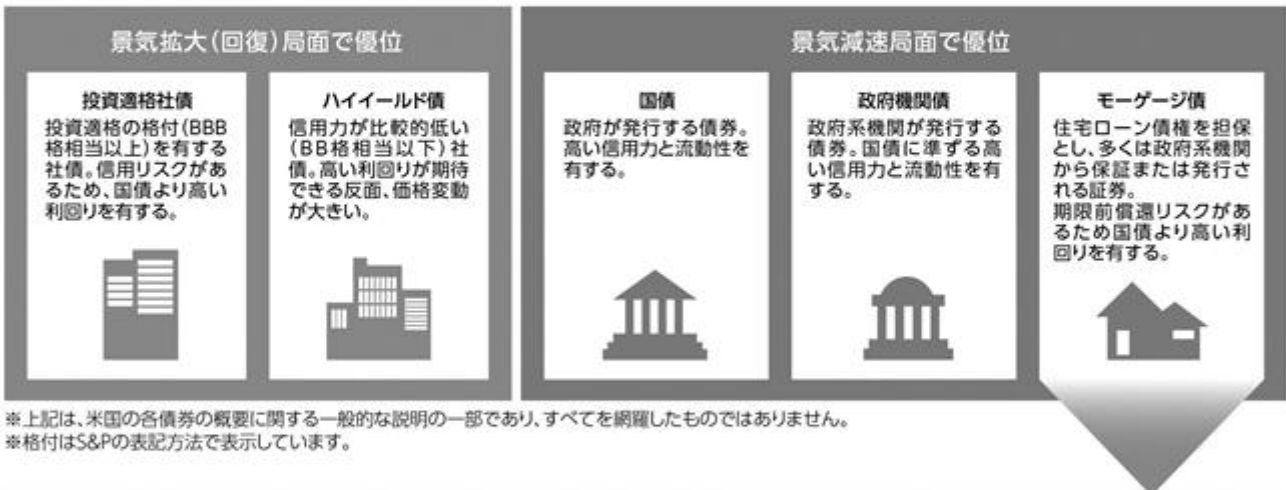 景気拡大(回復)局面で優位
投資適格社債
投資適格の格付(BBB
格相当以上)を有する
社債。信用リスクがあ
るため、国債より高い
利回りを有する。
ハイイールド債
信用力が比較的低い
(BB格相当以下)社
債。高い利回りが期待
できる反面、価格変動
が大きい。
景気減速局面で優位
国債
政府が発行する債券。
高い信用力と流動性を
有する。
政府機関債
政府系機関が発行する
債券。国債に準ずる高
い信用力と流動性を有
する。
モーゲージ債
住宅ローン債権を担保
とし、多くは政府系機関
から保証または発行さ
れる証券。
期限前償還リスクがあ
るため国債より高い利
回りを有する。
※上記は、米国の各債券の概要に関する一般的な説明の一部であり、すべてを網羅したものではありません。
※格付はS&Pの表記方法で表示しています。